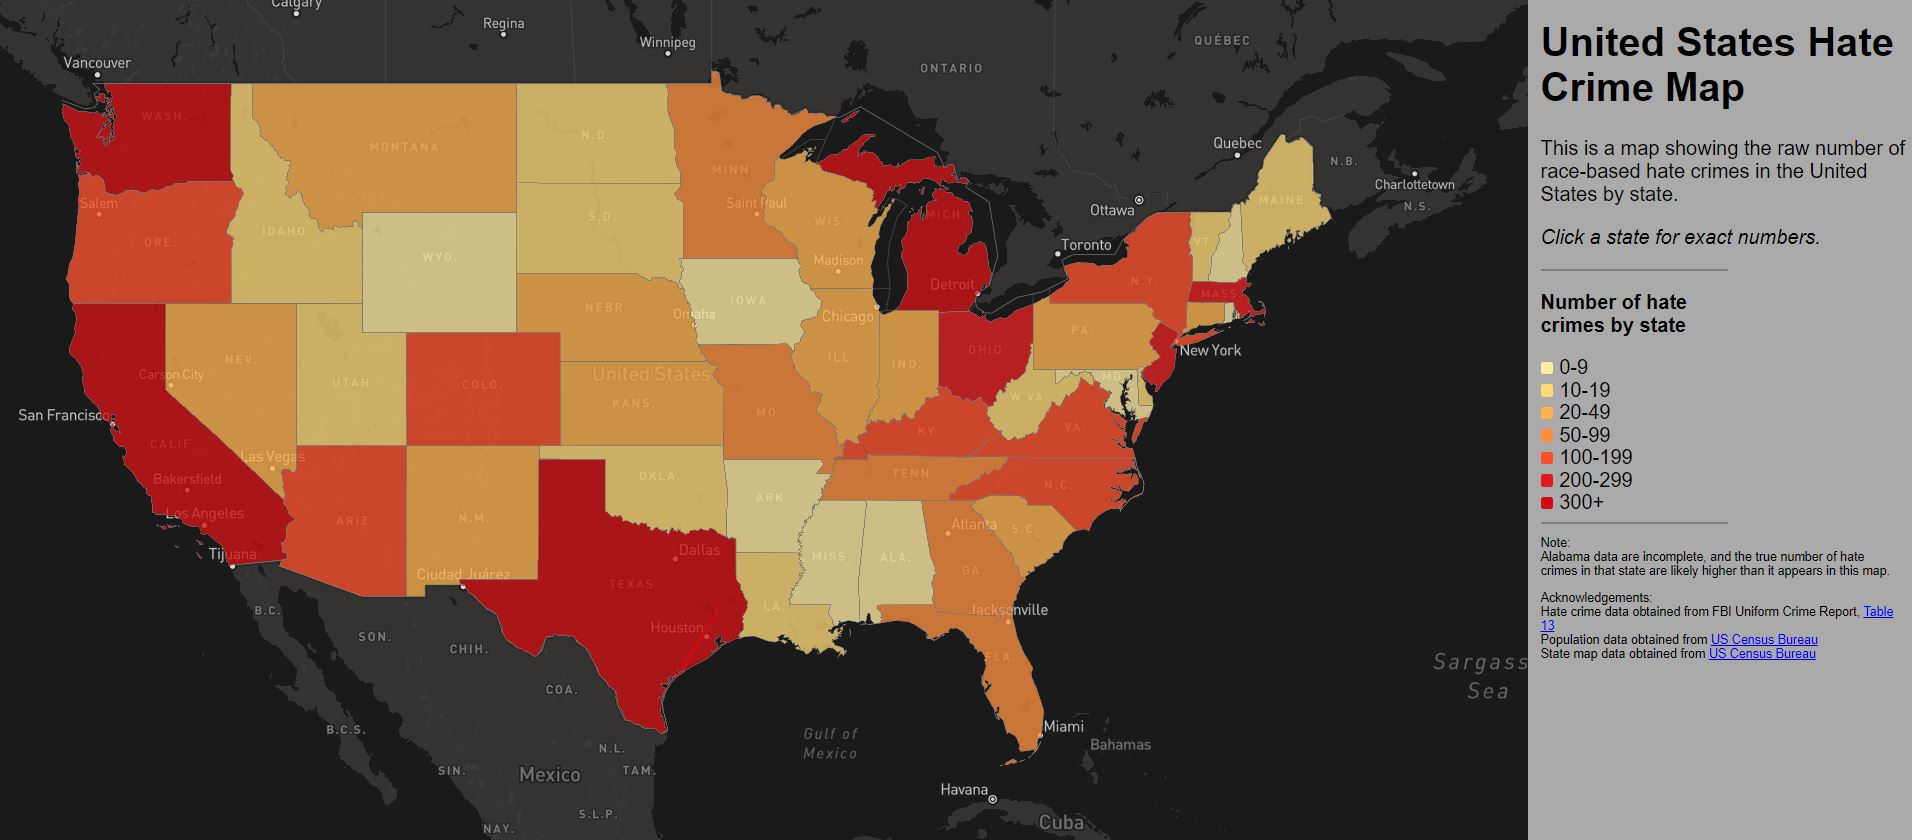 Calgary
Regina
Winnipeg
Vancouver
ONTARIO
QUÉBEC
WASH.
MONTANA
N.D.
MINN.
Quebec
N.B.
Charlottetown
N.S.
Salem
ORE.
IDAHO
S.D.
Saint Paul
WIS.
MICH.
Ottawa
MAINE
WYO.
Madison
Toronto
VT.
NEBR.
Omaha
IOWA
Chicago
Detroit
N.Y.
MASS.
NEV.
Carson City
UTAH
COLO.
United States
KANS.
ILL.
IND.
OHIO
PA.
New York
MD.
W.VA.
San Francisco
CALIF.
Las Vegas
MO.
KY.
VA.
Bakersfield
Los Angeles
ARIZ.
N.M.
OKLA.
ARK.
TENN.
N.C.
Tijuana
Ciudad Juárez
Dallas
TEXAS
MISS.
ALA.
Atlanta
S.C.
GA.
B.C.
SON.
CHIH.
Houston
LA.
Jacksonville
FLA.
COA.
B.C.S.
N.L.
SIN.
Mexico
TAM.
Gulf of
Mexico
Miami
Bahamas
Sargass
Sea
S.L.P.
NAY.
Havana
Cuba
United States Hate
Crime Map
This is a map showing the raw number of
race-based hate crimes in the United
States by state.
Click a state for exact numbers.
Number of hate
crimes by state
0-9
10-19
20-49
50-99
100-199
200-299
300+
Note:
Alabama data are incomplete, and the true number of hate
crimes in that state are likely higher than it appears in this map.
Acknowledgements:
Hate crime data obtained from FBI Uniform Crime Report, Table
13
Population data obtained from US Census Bureau
State map data obtained from US Census Bureau